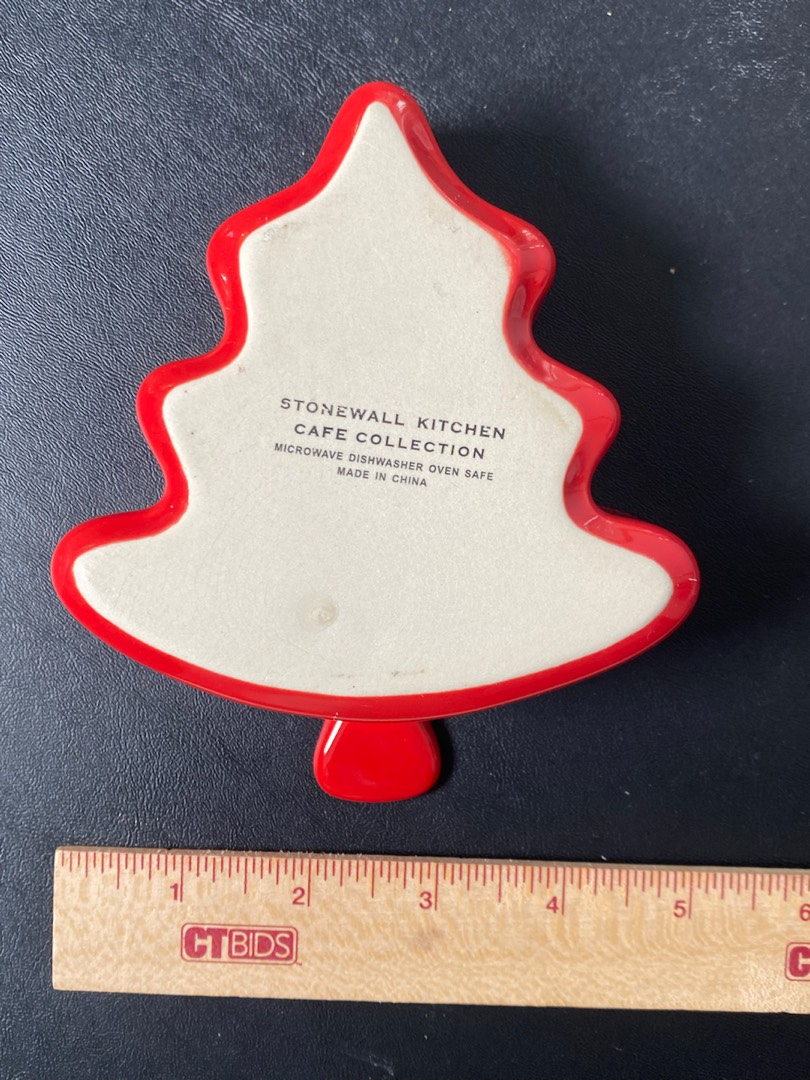 STONEWALL KITCHEN
CAFE COLLECTION
MICROWAVE DISHWASHER OVEN SAFE
MADE IN CHINA
1 2 3 4 5 6
CTBIDS
C